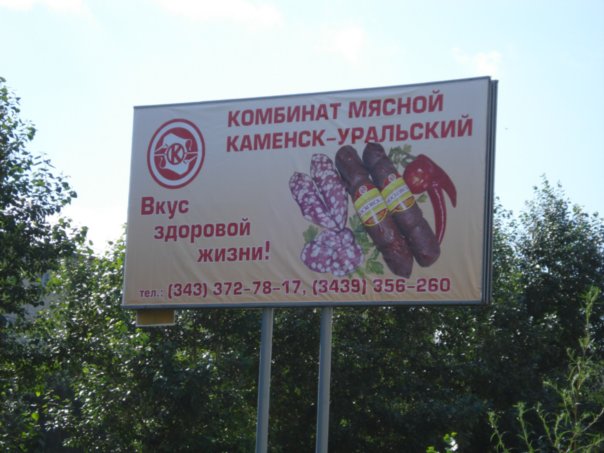 КОМБИНАТ МЯСНОЙ
КАМЕНСК-УРАЛЬСКИЙ
К
Вкус
здоровой
жизни!
тел.: (343) 372-78-17, (3439) 356-260